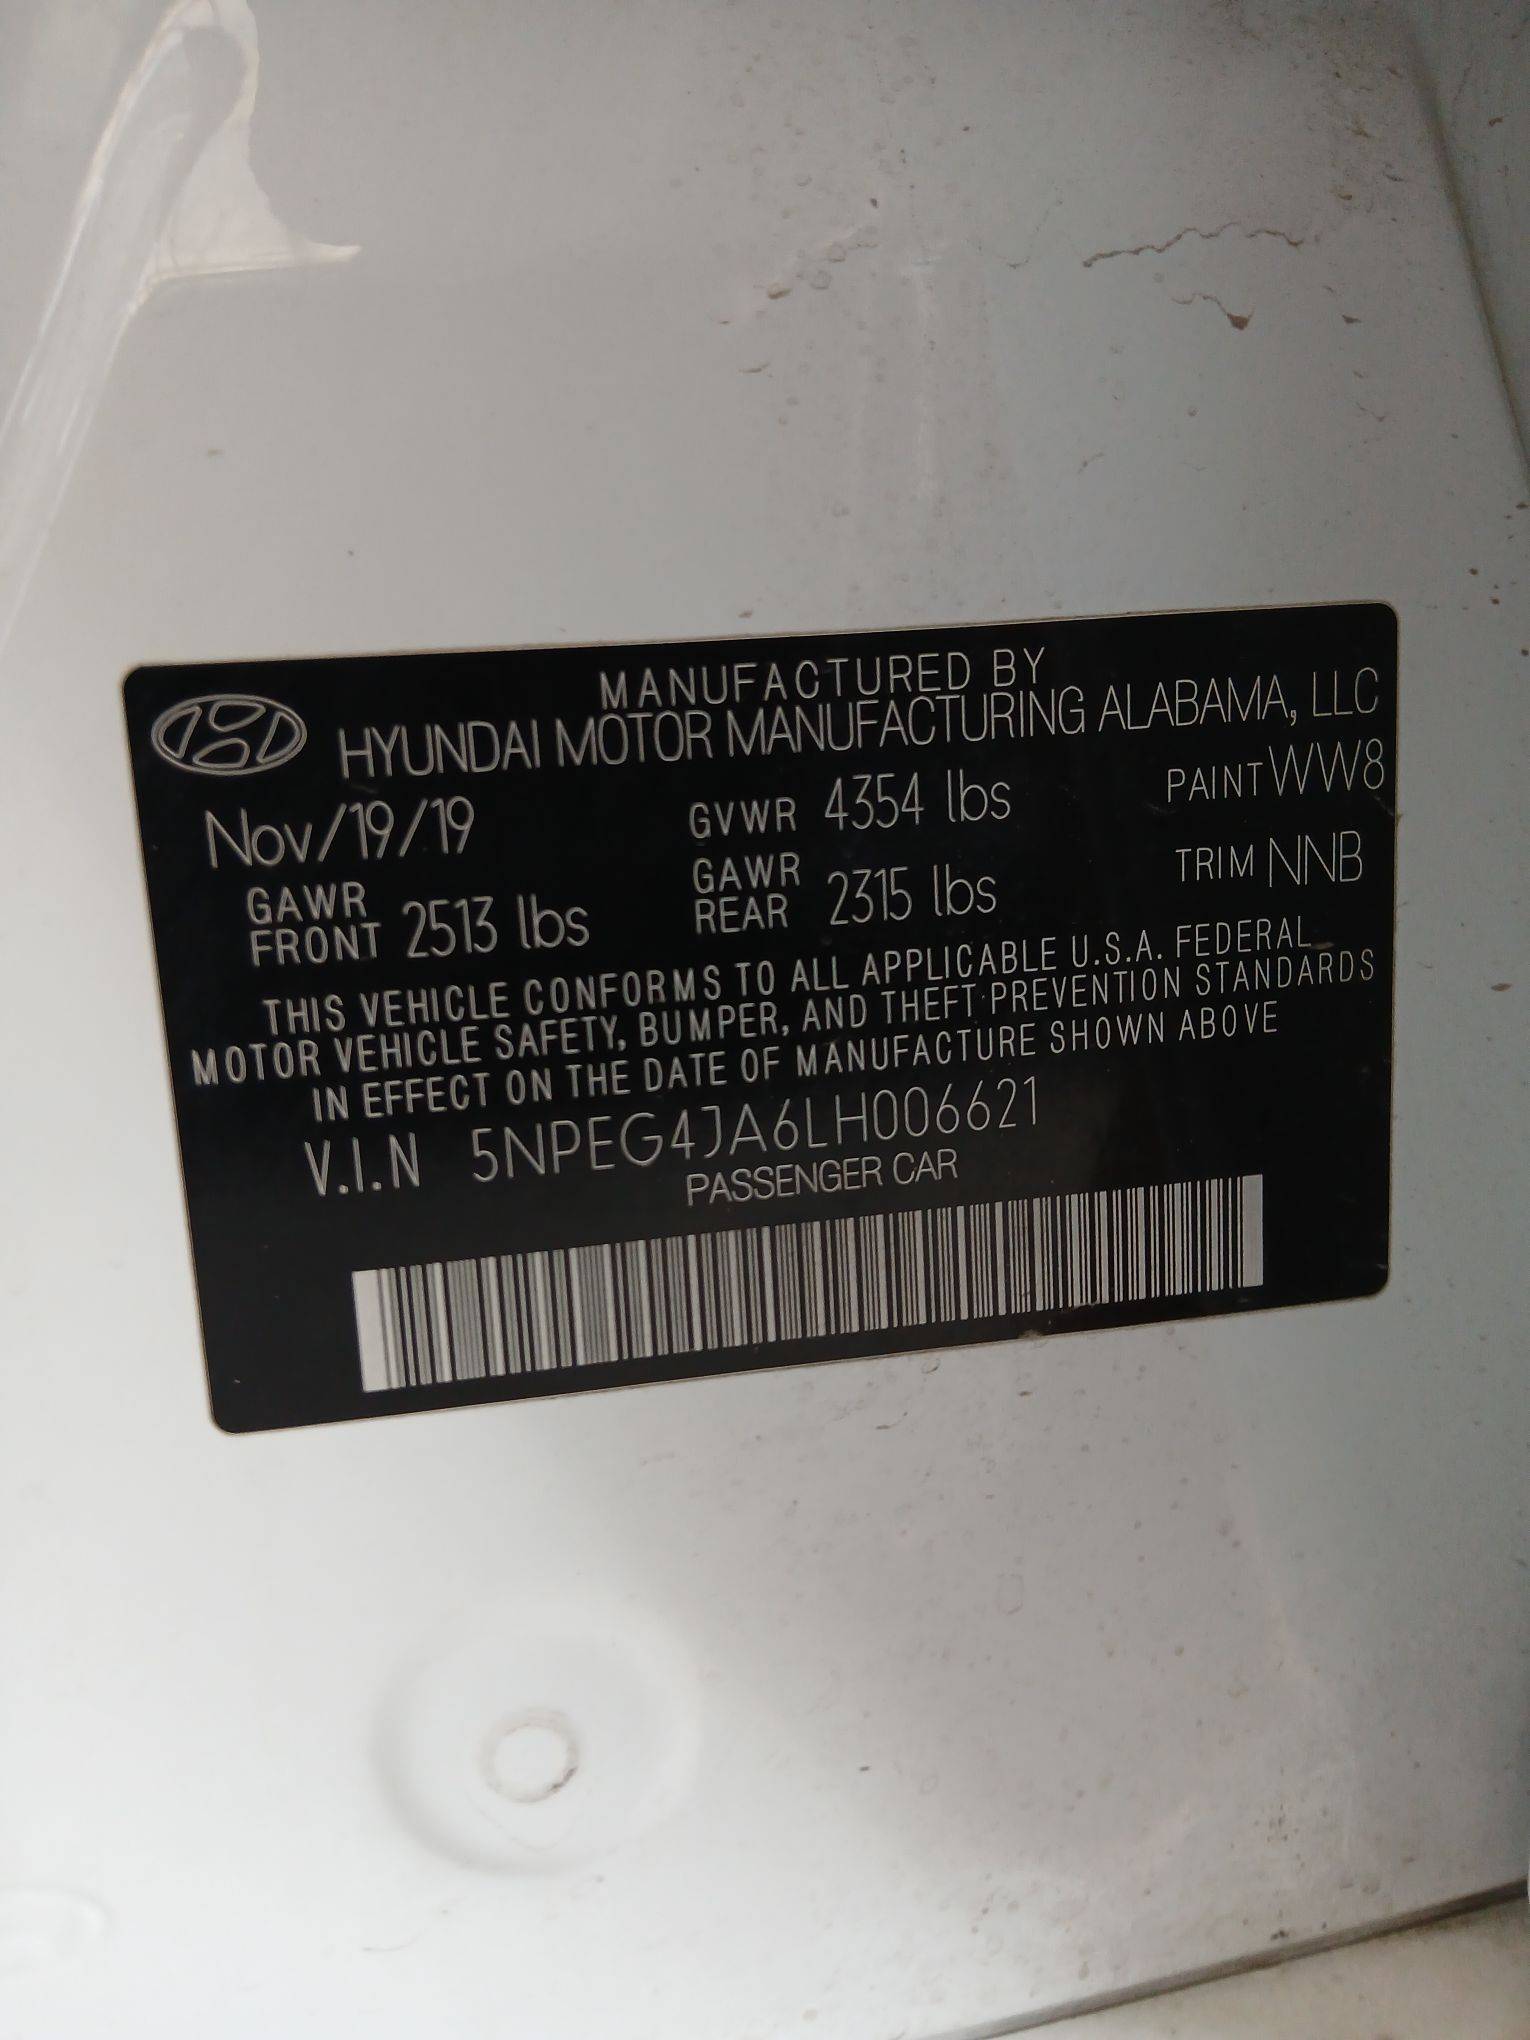 MANUFACTURED BY
HYUNDAI MOTOR MANUFACTURING ALABAMA, LLC
Nov/19/19 GVWR 4354 lbs PAINT WW8
GAWR FRONT 2513 lbs GAWR REAR 2315 lbs TRIM NNB
THIS VEHICLE CONFORMS TO ALL APPLICABLE U.S.A. FEDERAL
MOTOR VEHICLE SAFETY, BUMPER, AND THEFT PREVENTION STANDARDS
IN EFFECT ON THE DATE OF MANUFACTURE SHOWN ABOVE
V.I.N 5NPEG4JA6LH006621
PASSENGER CAR